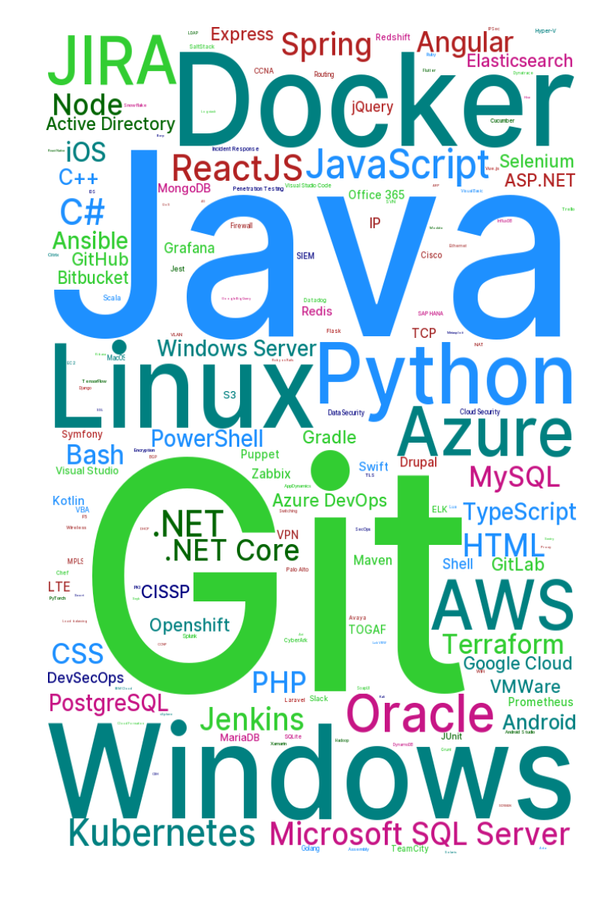 Express
Redshift
Hyper-V
JIRA
Spring
Angular
Docker
Elasticsearch
CCNA
Routing
Node
jQuery
Active Directory
Cucumber
iOS
Incident Response
ReactJS
JavaScript
Selenium
C++
ASP.NET
MongoDB
Penetration Testing
Visual Studio Code
Office 365
C#
Java
IP
Firewall
Ansible
Grafana
GitHub
SIEM
Cisco
Jest
Bitbucket
Scala
Datadog
Redis
SAP HANA
Flask
TCP
VLAN
NAT
Windows Server
MacOS
Linux
Python
Tensorflow
S3
Data Security
Cloud Security
Azure
Symfony
PowerShell
Gradle
Bash
Puppet
Swift
Drupal
Visual Studio
Zabbix
MySQL
Git
Kotlin
Azure DevOps
ELK
VBA
TypeScript
.NET
VPN
SecOps
HTML
.NET Core
Maven
Shell
GitLab
MPLS
Palo Alto
Chef
LTE
CISSP
AWS
PyTorch
Avaya
Openshift
TOGAF
CyberArk
Terraform
CSS
Google Cloud
DevSecOps
PHP
VMWare
Slack
Laravel
PostgreSQL
Oracle
Prometheus
Jenkins
Android
MariaDB
SQLite
JUnit
Android Studio
Windows
Kubernetes
Microsoft SQL Server
Golang
TeamCity